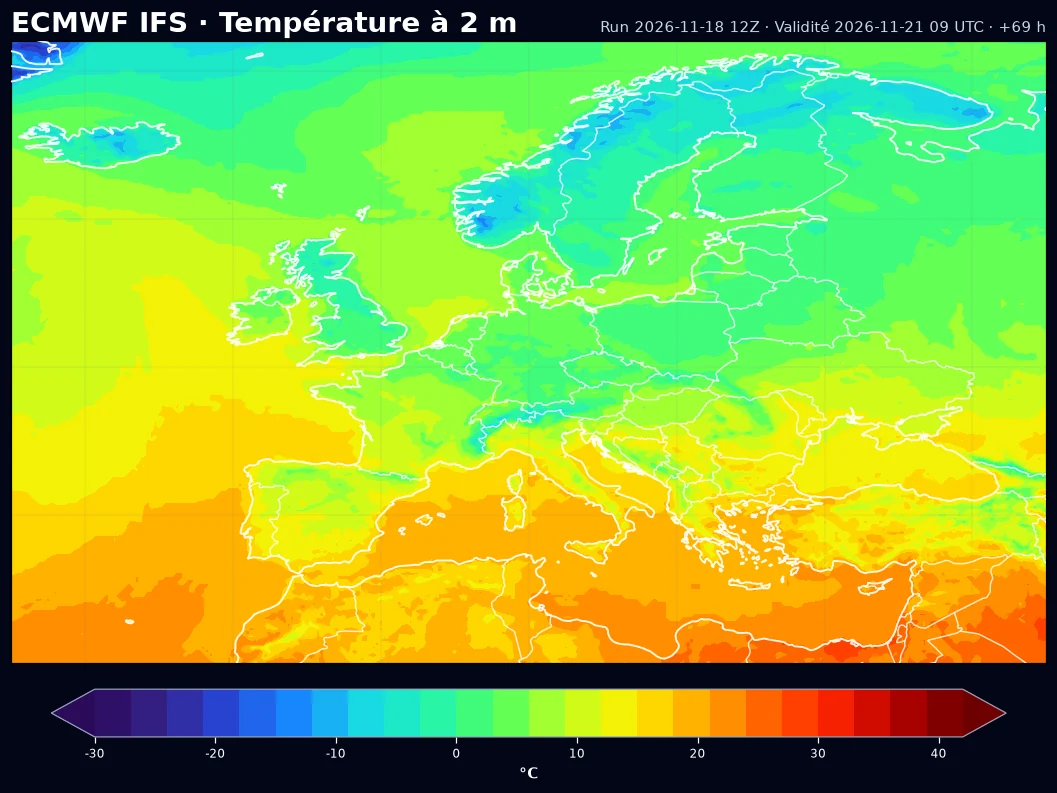 ECMWF IFS · Température à 2 m
Run 2026-11-18 12Z · Validité 2026-11-21 09 UTC · +69 h
-30 -20 -10 0 10 20 30 40
°C